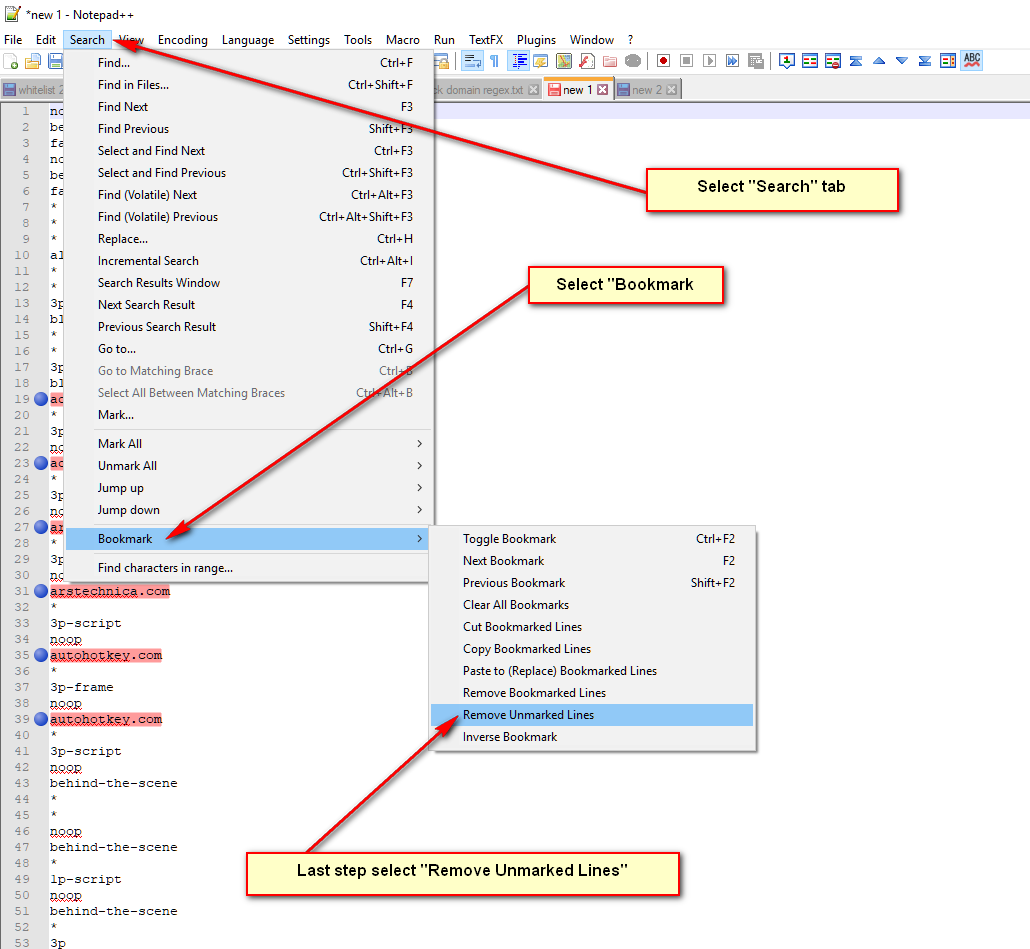 *new 1 - Notepad++
File Edit Search View Encoding Language Settings Tools Macro Run TextFX Plugins Window ?
ABC
whitelist 2
ck domain regex.txt
new 1
new 2
Find... Ctrl+F
Find in Files... Ctrl+Shift+F
Find Next F3
Find Previous Shift+F3
Select and Find Next Ctrl+F3
Select and Find Previous Ctrl+Shift+F3
Find (Volatile) Next Ctrl+Alt+F3
Find (Volatile) Previous Ctrl+Alt+Shift+F3
Replace... Ctrl+H
Incremental Search Ctrl+Alt+I
Search Results Window F7
Next Search Result F4
Previous Search Result Shift+F4
Go to... Ctrl+G
Go to Matching Brace Ctrl+B
Select All Between Matching Braces Ctrl+Alt+B
Mark...
Mark All
Unmark All
Jump up
Jump down
Bookmark
Find characters in range...
Toggle Bookmark Ctrl+F2
Next Bookmark F2
Previous Bookmark Shift+F2
Clear All Bookmarks
Cut Bookmarked Lines
Copy Bookmarked Lines
Paste to (Replace) Bookmarked Lines
Remove Bookmarked Lines
Remove Unmarked Lines
Inverse Bookmark
Select "Search" tab
Select "Bookmark
Last step select "Remove Unmarked Lines"
1 no
2 be
3 fa
4 no
5 be
6 fa
7 *
8 *
9 *
10 al
11 *
12 *
13 3p
14 bl
15 *
16 *
17 3p
18 bl
19 ac
20 *
21 3p
22 no
23 ac
24 *
25 3p
26 no
27 ar
28 *
29 3p
30 no
31 arstechnica.com
32 *
33 3p-script
34 noop
35 autohotkey.com
36 *
37 3p-frame
38 noop
39 autohotkey.com
40 *
41 3p-script
42 noop
43 behind-the-scene
44 *
45 *
46 noop
47 behind-the-scene
48 *
49 1p-script
50 noop
51 behind-the-scene
52 *
53 3p